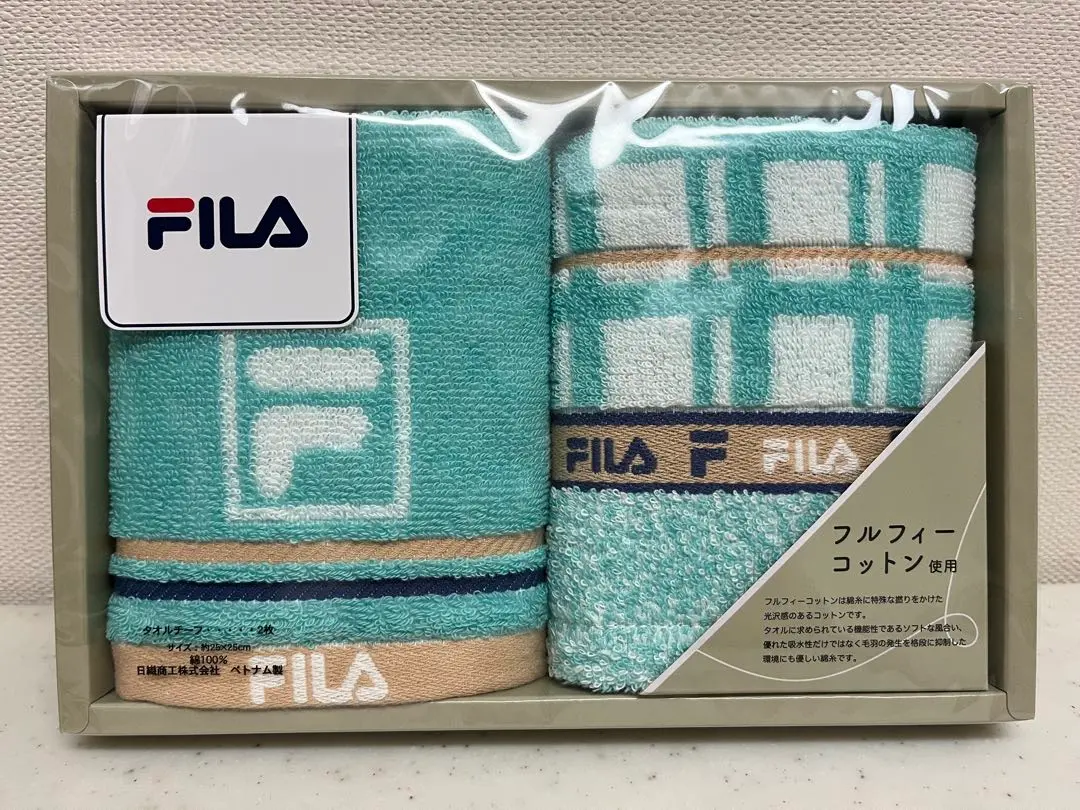 FILA
F
タオルチーフ・・・・・2枚
サイズ:約25×25cm
綿100%
日織商工株式会社 ベトナム製
FILA
FILA F FILA
フルフィー
コットン使用
フルフィーコットンは綿糸に特殊な撚りをかけた
光沢感のあるコットンです。
タオルに求められている機能性であるソフトな風合い、
優れた吸水性だけではなく毛羽の発生を格段に抑制した
環境にも優しい綿糸です。